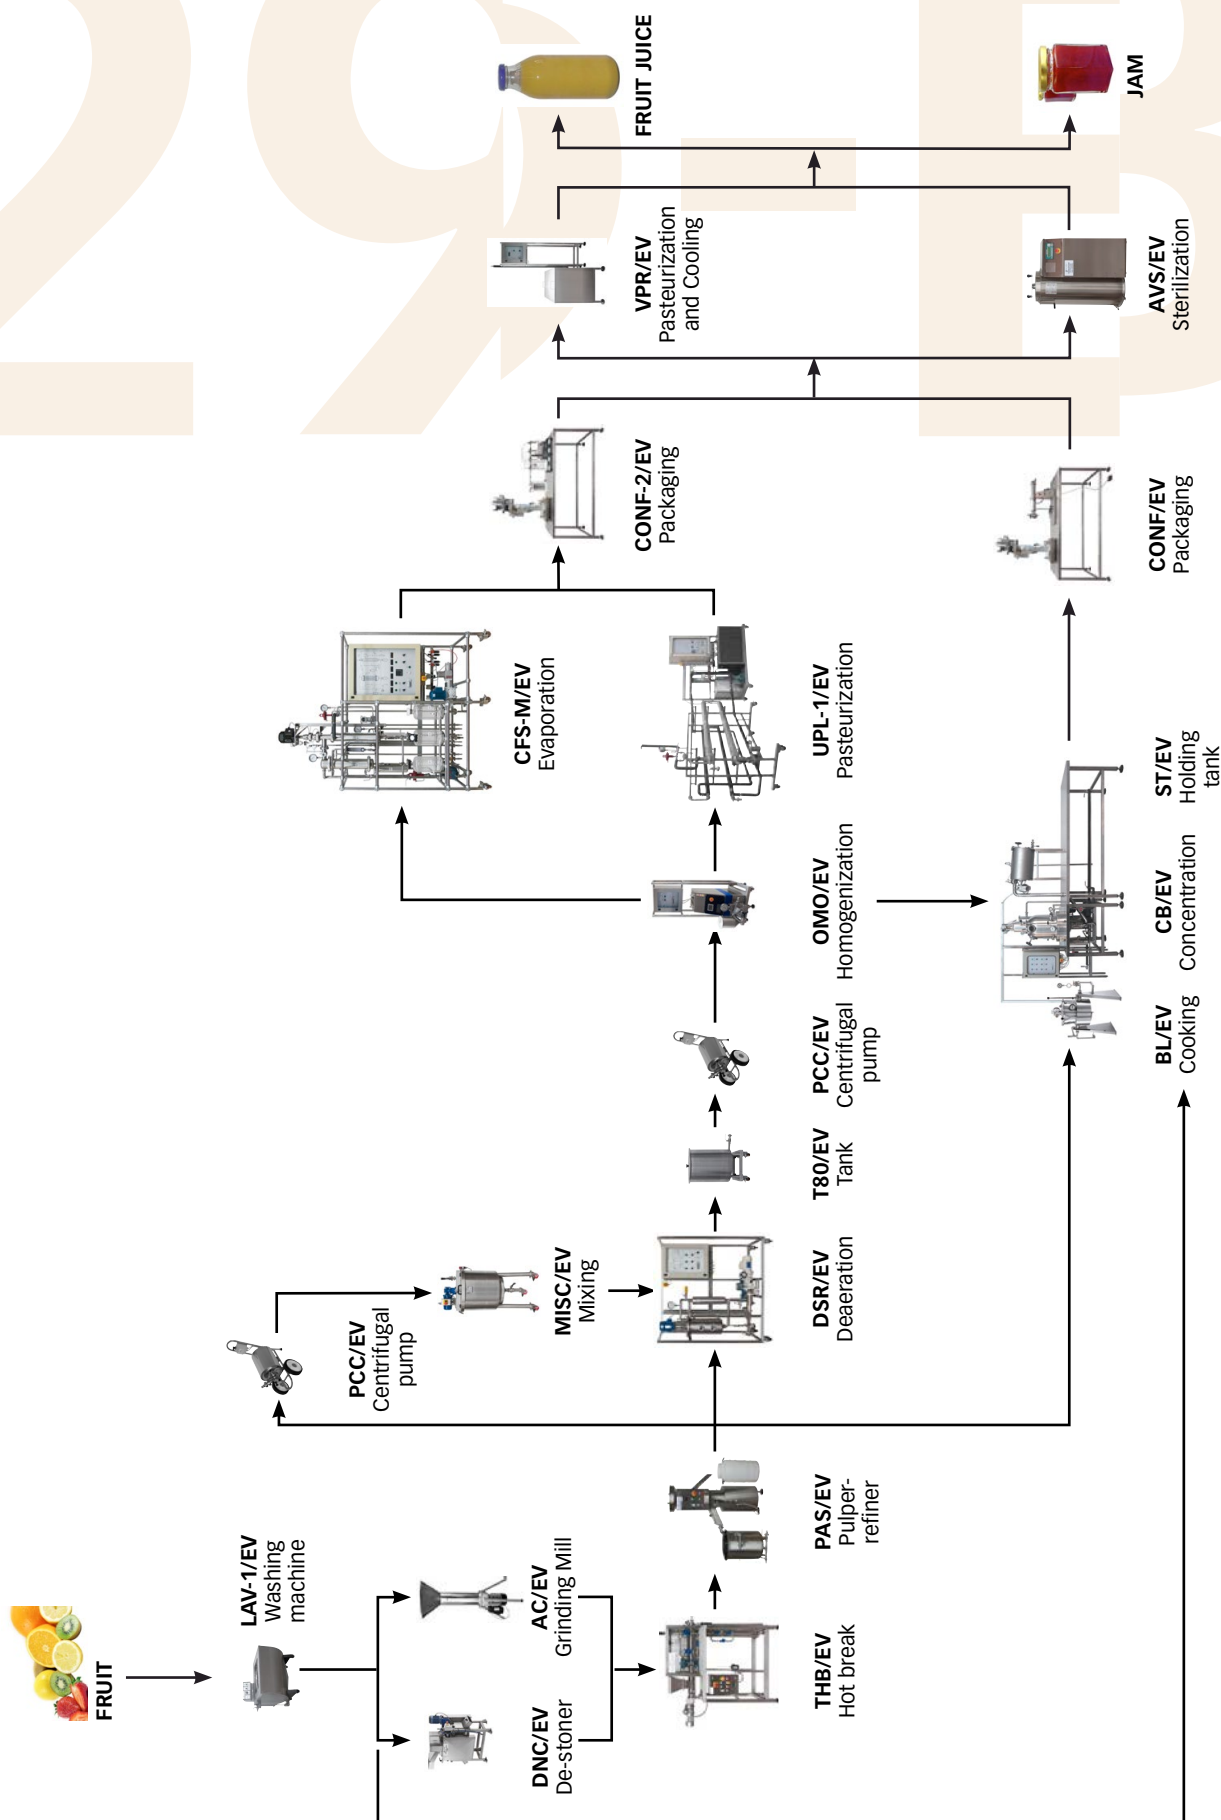 FRUIT
LAV-1/EV
Washing
machine
DNC/EV
De-stoner
AC/EV
Grinding Mill
THB/EV
Hot break
PAS/EV
Pulper-
refiner
PCC/EV
Centrifugal
pump
MISC/EV
Mixing
DSR/EV
Deaeration
T80/EV
Tank
PCC/EV
Centrifugal
pump
OMO/EV
Homogenization
CFS-M/EV
Evaporation
UPL-1/EV
Pasteurization
BL/EV
Cooking
CB/EV
Concentration
ST/EV
Holding
tank
CONF-2/EV
Packaging
CONF/EV
Packaging
VPR/EV
Pasteurization
and Cooling
AVS/EV
Sterilization
FRUIT JUICE
JAM
29-B